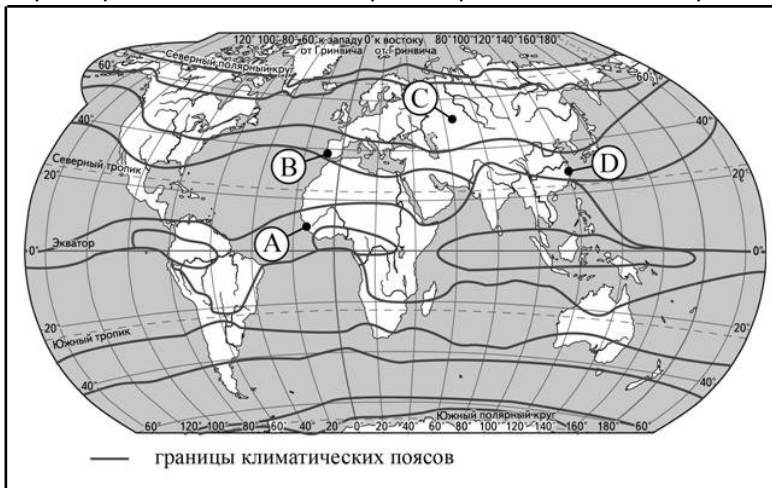 120° 100° 80° 60° к западу 0° к востоку 80° 100° 120° 140° 160° 180°
от Гринвича от Гринвича
Северный полярный круг
60°
60°
40°
40°
C
B
D
Северный тропик
20°
20°
A
Экватор
0°
0°
20°
20°
Южный тропик
40°
40°
Южный полярный круг
60° 120° 100° 80° 60° 40° 20° 0° 20° 40° 60° 80° 100° 120° 140° 160° 180° 60°
границы климатических поясов